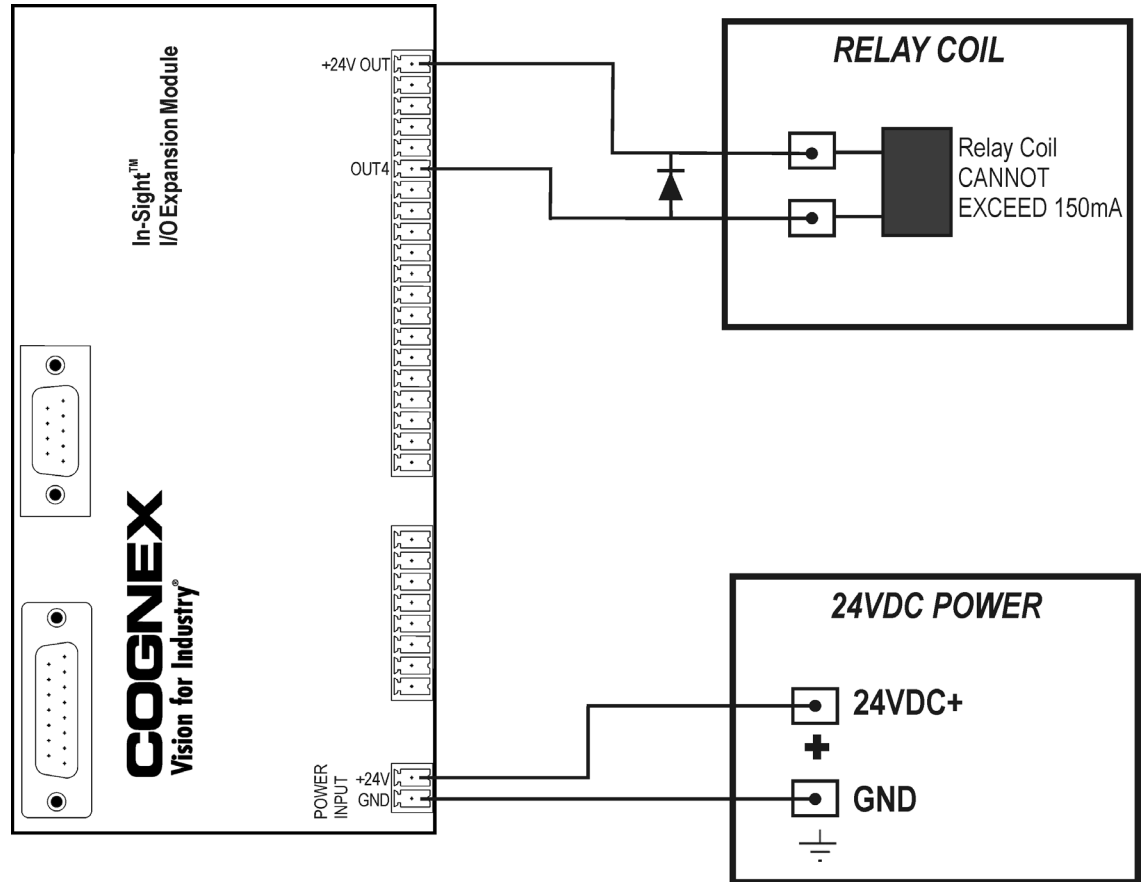 In-Sight™
I/O Expansion Module
COGNEX
Vision for Industry®
+24V OUT
OUT4
POWER
INPUT
+24V
GND
RELAY COIL
Relay Coil
CANNOT
EXCEED 150mA
24VDC POWER
24VDC+
+
GND